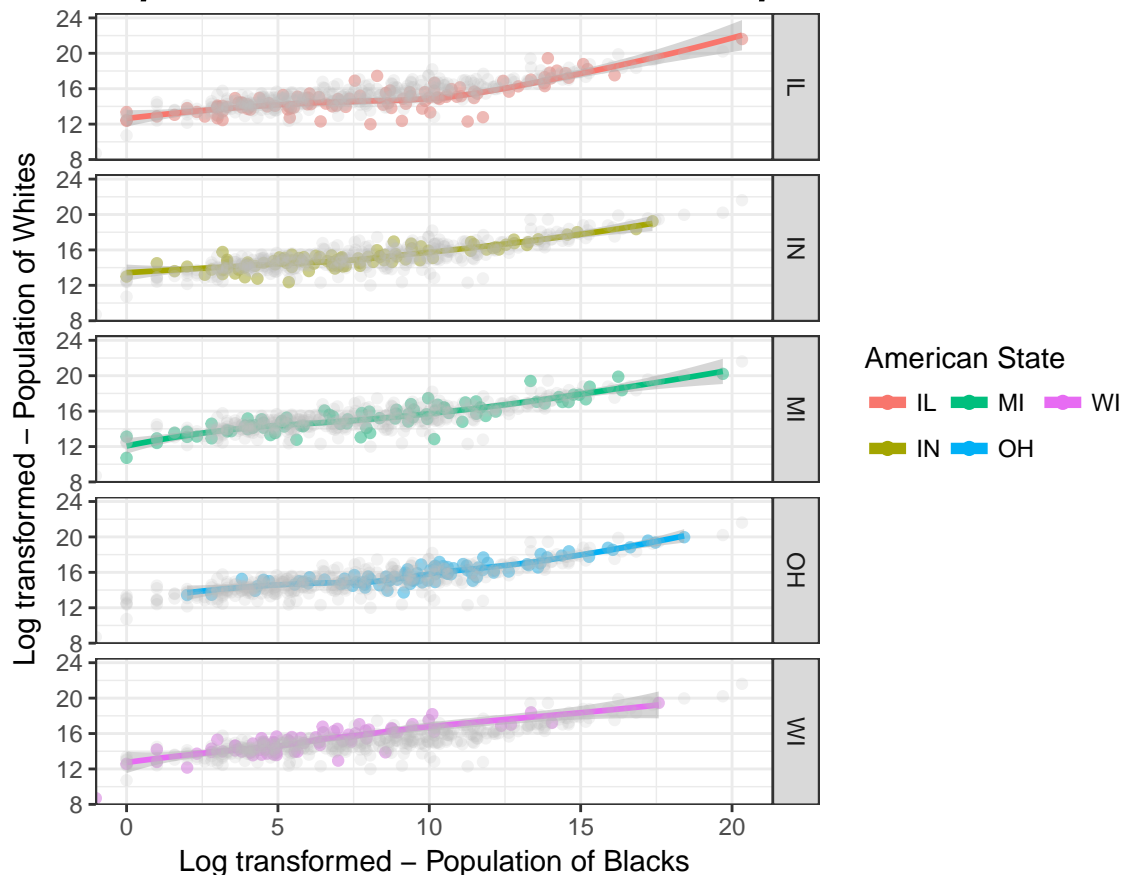 24
20
16
12
8
IL
24
20
16
12
8
IN
24
20
16
12
8
MI
24
20
16
12
8
OH
24
20
16
12
8
WI
0 5 10 15 20
Log transformed – Population of Blacks
Log transformed – Population of Whites
American State
IL MI WI
IN OH